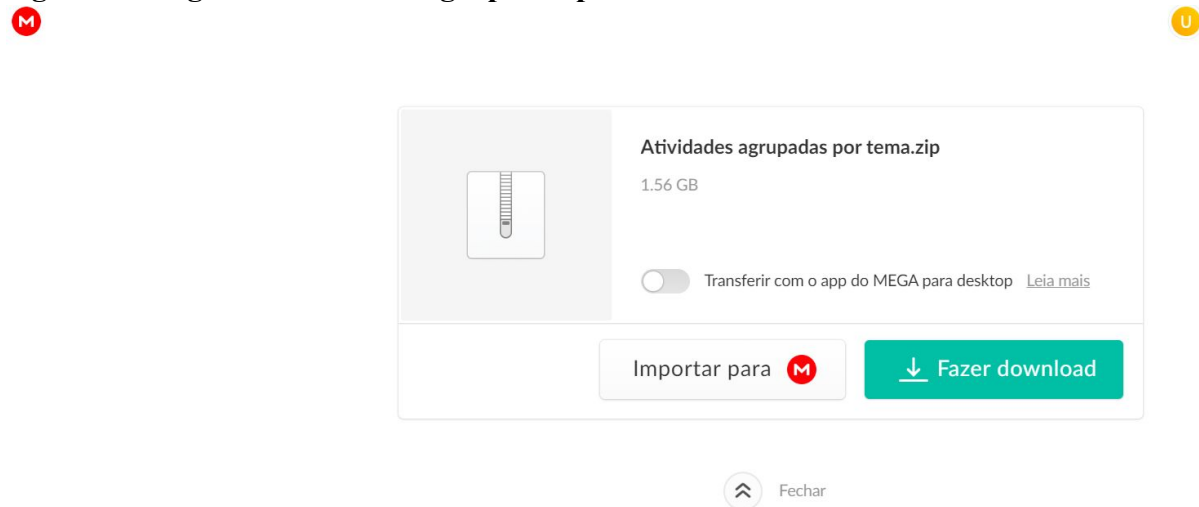 M
U
Atividades agrupadas por tema.zip
1.56 GB
Transferir com o app do MEGA para desktop Leia mais
Importar para M
Fazer download
Fechar